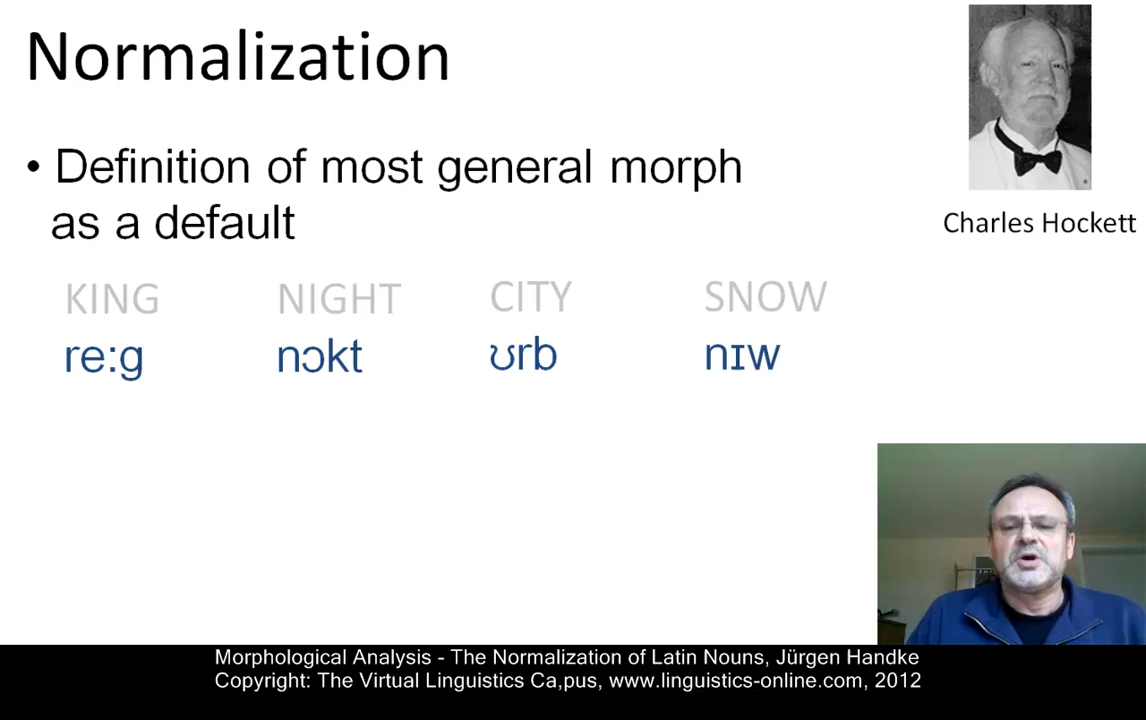 Normalization
• Definition of most general morph
as a default
Charles Hockett
KING NIGHT CITY SNOW
re:g nɔkt ʊrb nɪw
Morphological Analysis - The Normalization of Latin Nouns, Jürgen Handke
Copyright: The Virtual Linguistics Ca,pus, www.linguistics-online.com, 2012